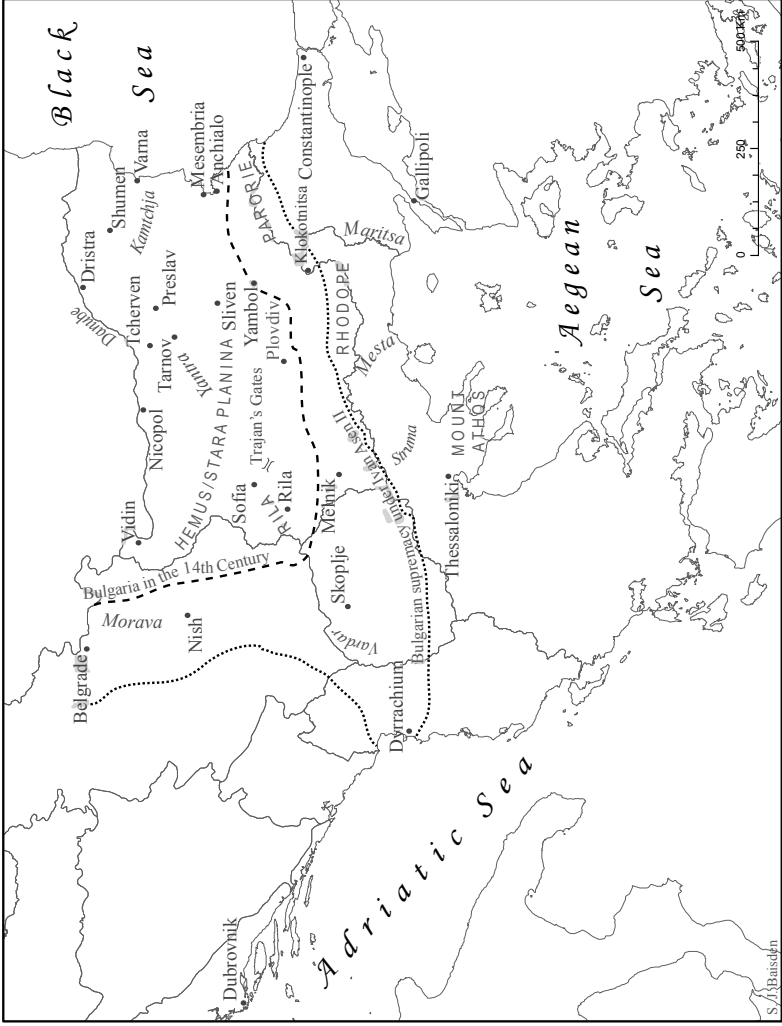 Black
Sea
Danube
Dristra
Shumen
Varna
Kamtchja
Mesembria
Anchialo
Tcherven
Preslav
Tarnov
Yantra
Nicopol
Vidin
HEMUS/STARA PLANINA
Sliven
Yambol
Plovdiv
Trajan's Gates
Sofia
RILA
Rila
PARORIE
Klokotnitsa
Constantinople
Maritsa
Gallipoli
RHODOPE
Mesta
Struma
Melnik
MOUNT
ATHOS
Thessaloniki
Bulgaria in the 14th Century
Bulgarian supremacy under Ivan Asen II
Belgrade
Morava
Nish
Skoplje
Vardar
Dyrrachium
Dubrovnik
Adriatic Sea
Aegean
Sea
0
250
500 Km
S.J.Baisden